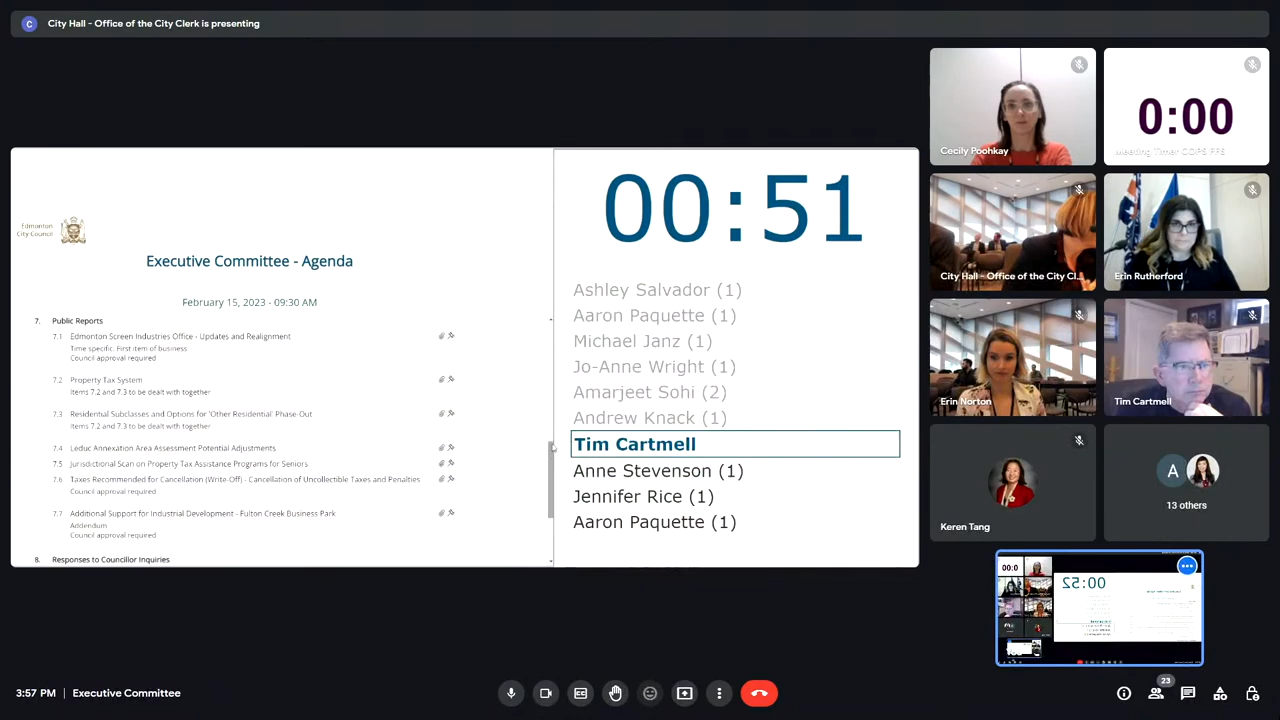 C City Hall - Office of the City Clerk is presenting
Edmonton
City Council
Executive Committee - Agenda
February 15, 2023 - 09:30 AM
7. Public Reports
7.1 Edmonton Screen Industries Office - Updates and Realignment
Time specific: First item of business
Council approval required
7.2 Property Tax System
Items 7.2 and 7.3 to be dealt with together
7.3 Residential Subclasses and Options for 'Other Residential' Phase-Out
Items 7.2 and 7.3 to be dealt with together
7.4 Leduc Annexation Area Assessment Potential Adjustments
7.5 Jurisdictional Scan on Property Tax Assistance Programs for Seniors
7.6 Taxes Recommended for Cancellation (Write-Off) - Cancellation of Uncollectible Taxes and Penalties
Council approval required
7.7 Additional Support for Industrial Development - Fulton Creek Business Park
Addendum
Council approval required
8. Responses to Councillor Inquiries
00:51
Ashley Salvador (1)
Aaron Paquette (1)
Michael Janz (1)
Jo-Anne Wright (1)
Amarjeet Sohi (2)
Andrew Knack (1)
Tim Cartmell
Anne Stevenson (1)
Jennifer Rice (1)
Aaron Paquette (1)
Cecily Poohkay
0:00
Meeting Timer COPS FPS
City Hall - Office of the City Cl...
Erin Rutherford
Erin Norton
Tim Cartmell
Keren Tang
A
13 others
00:0
00:52
3:57 PM | Executive Committee
23